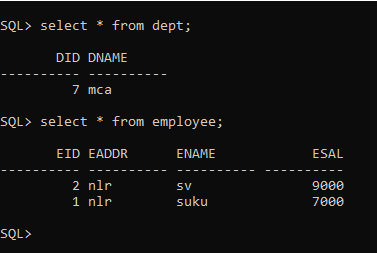 SQL> select * from dept;
       DID DNAME
---------- ----------
         7 mca
SQL> select * from employee;
       EID EADDR      ENAME            ESAL
---------- ---------- ---------- ----------
         2 nlr        sv               9000
         1 nlr        suku             7000
SQL>